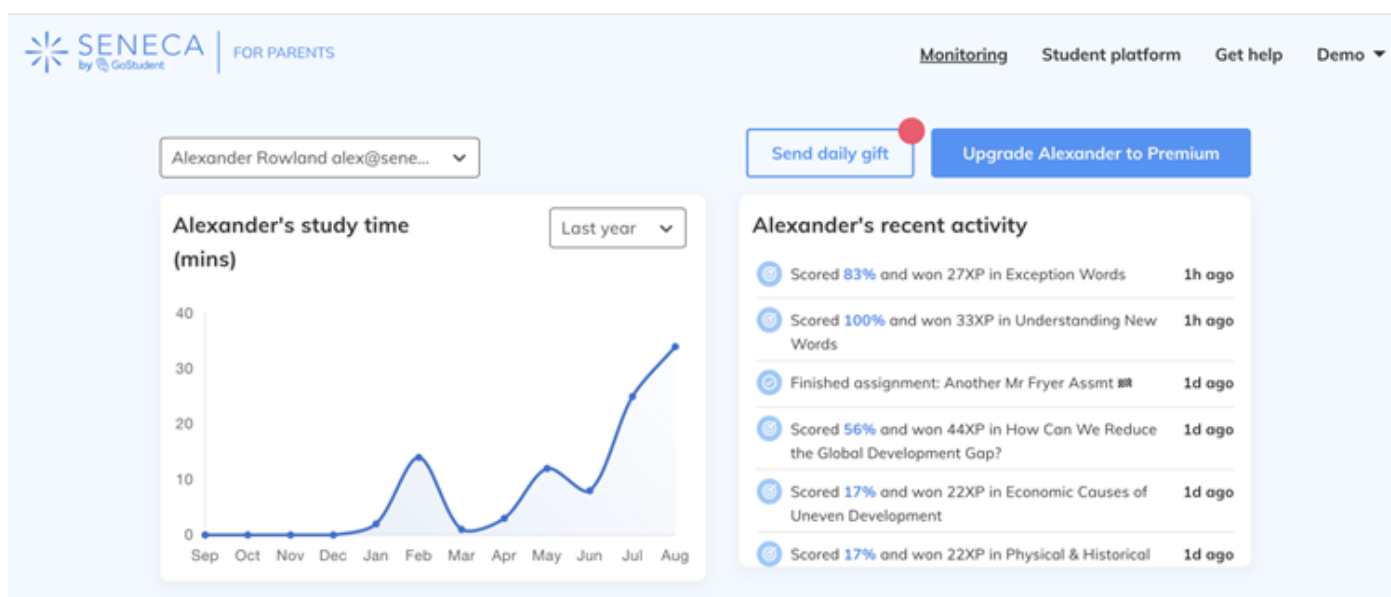 SENECA
by GoStudent
FOR PARENTS
Monitoring
Student platform
Get help
Demo
Alexander Rowland alex@sene...
Send daily gift
Upgrade Alexander to Premium
Alexander's study time
(mins)
Last year
40
30
20
10
0
Sep Oct Nov Dec Jan Feb Mar Apr May Jun Jul Aug
Alexander's recent activity
Scored 83% and won 27XP in Exception Words 1h ago
Scored 100% and won 33XP in Understanding New 1h ago
Words
Finished assignment: Another Mr Fryer Assmt 1d ago
Scored 56% and won 44XP in How Can We Reduce 1d ago
the Global Development Gap?
Scored 17% and won 22XP in Economic Causes of 1d ago
Uneven Development
Scored 17% and won 22XP in Physical & Historical 1d ago